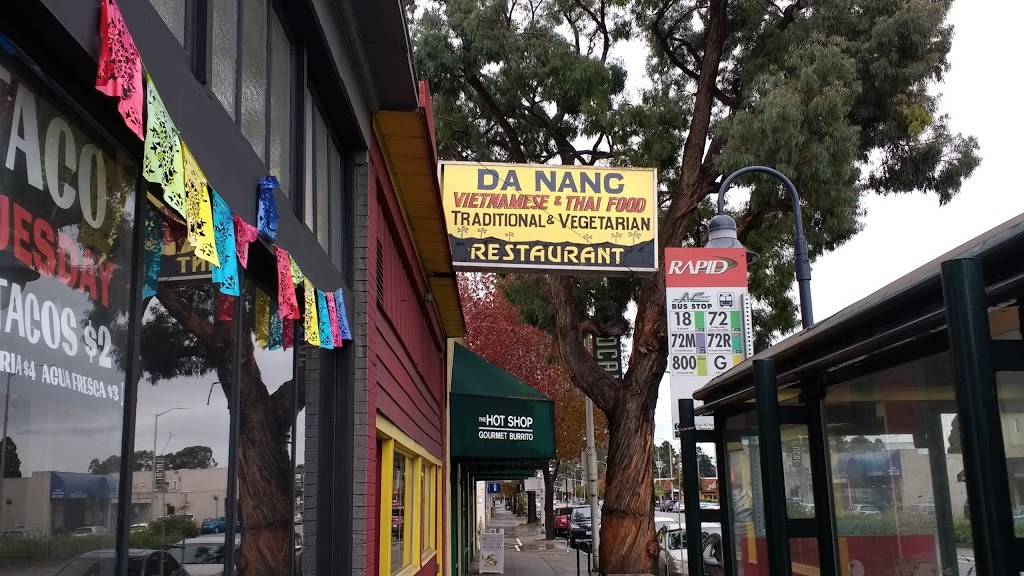 TACO
TUESDAY
TACOS $2
AGUA FRESCA $3
DA NANG
VIETNAMESE & THAI FOOD
TRADITIONAL & VEGETARIAN
RESTAURANT
RAPID
AC
BUS STOP
18 72
72M 72R
800 G
THE HOT SHOP
GOURMET BURRITO